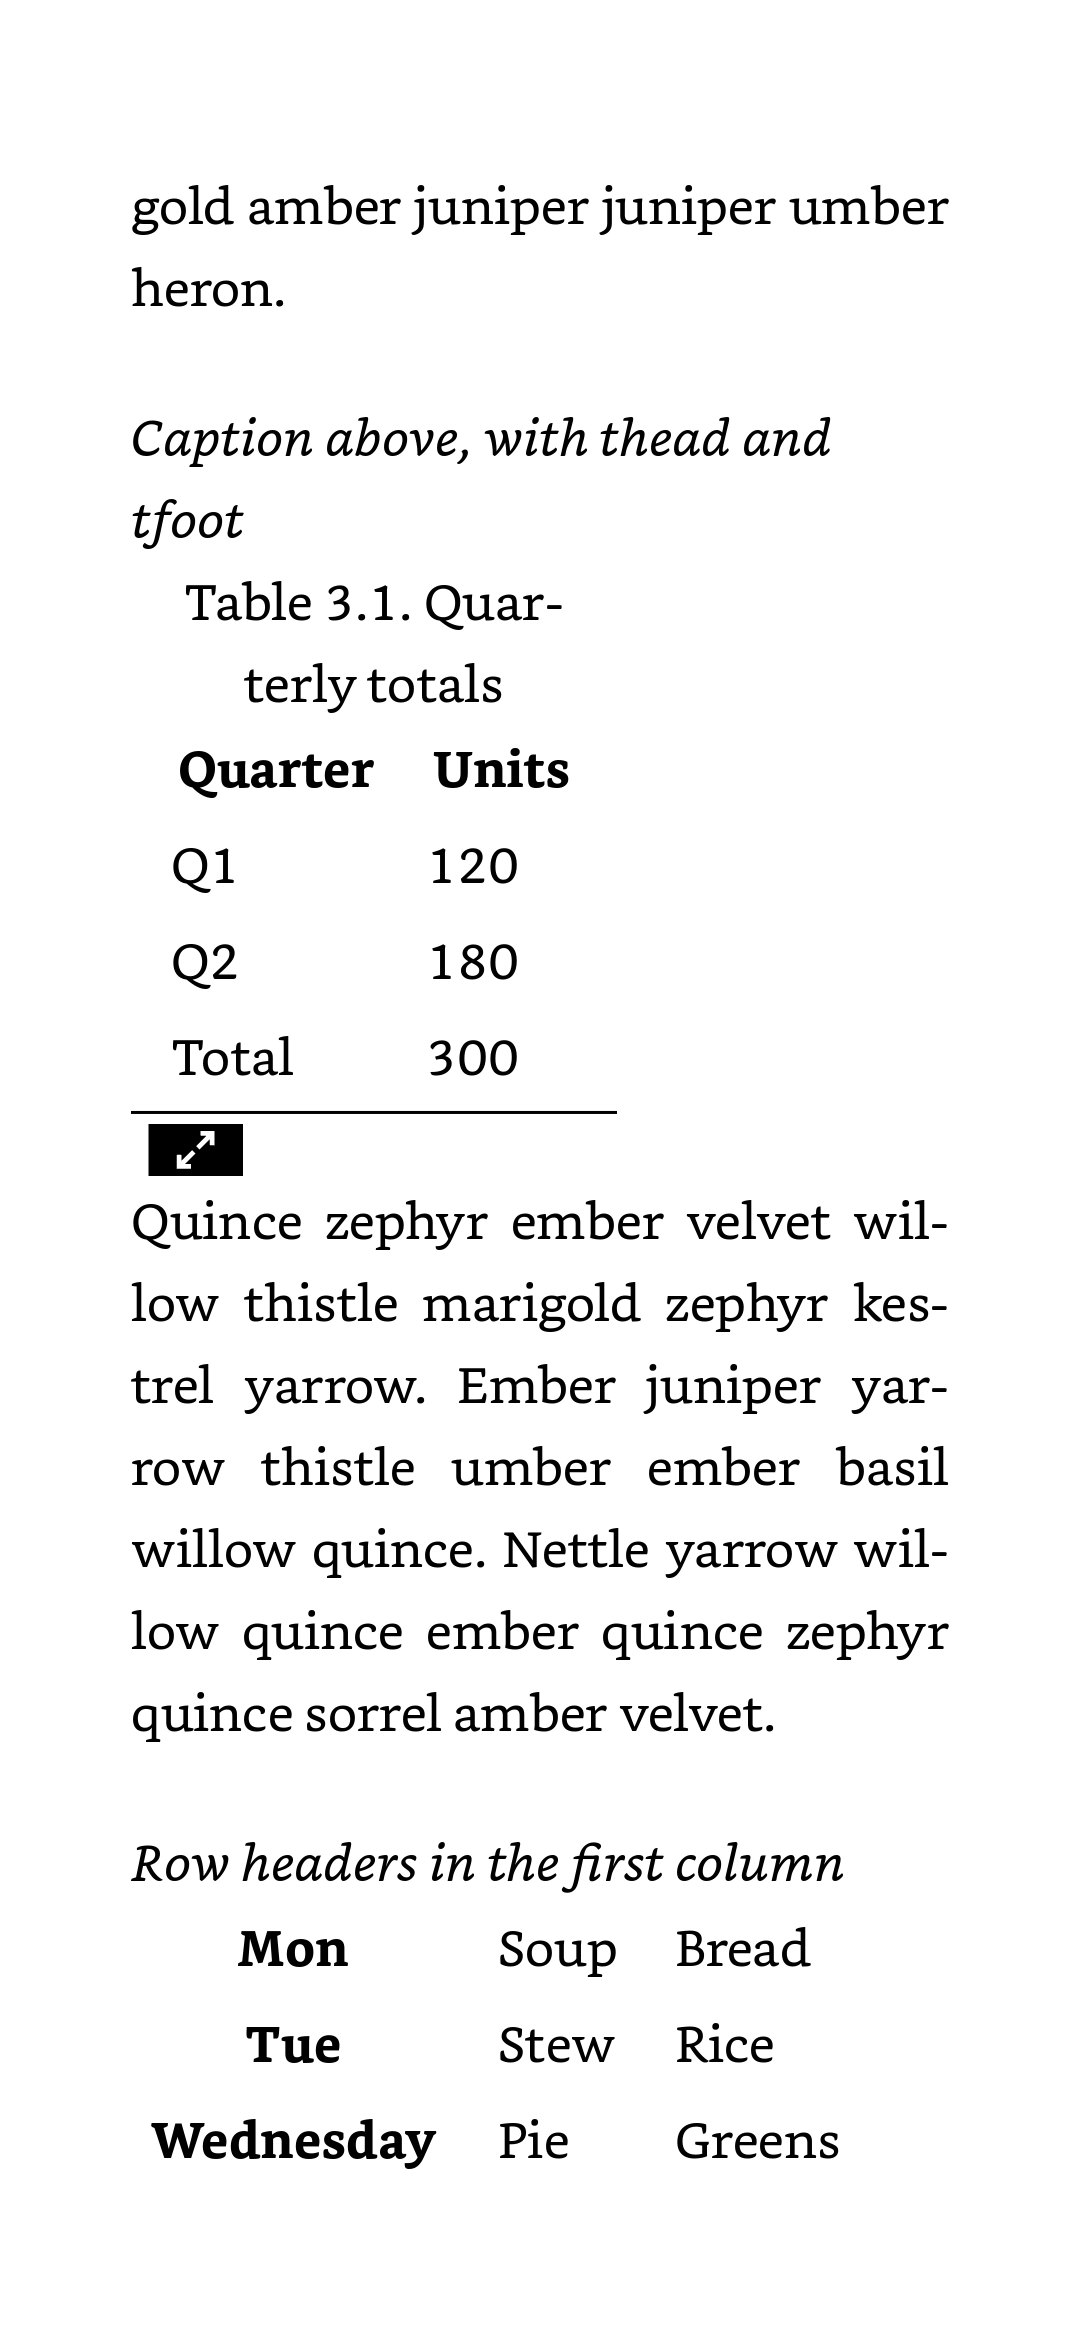 gold amber juniper juniper umber
heron.
Caption above, with thead and
tfoot
Table 3.1. Quar-
terly totals
Quarter Units
Q1 120
Q2 180
Total 300
Quince zephyr ember velvet wil-
low thistle marigold zephyr kes-
trel yarrow. Ember juniper yar-
row thistle umber ember basil
willow quince. Nettle yarrow wil-
low quince ember quince zephyr
quince sorrel amber velvet.
Row headers in the first column
Mon Soup Bread
Tue Stew Rice
Wednesday Pie Greens